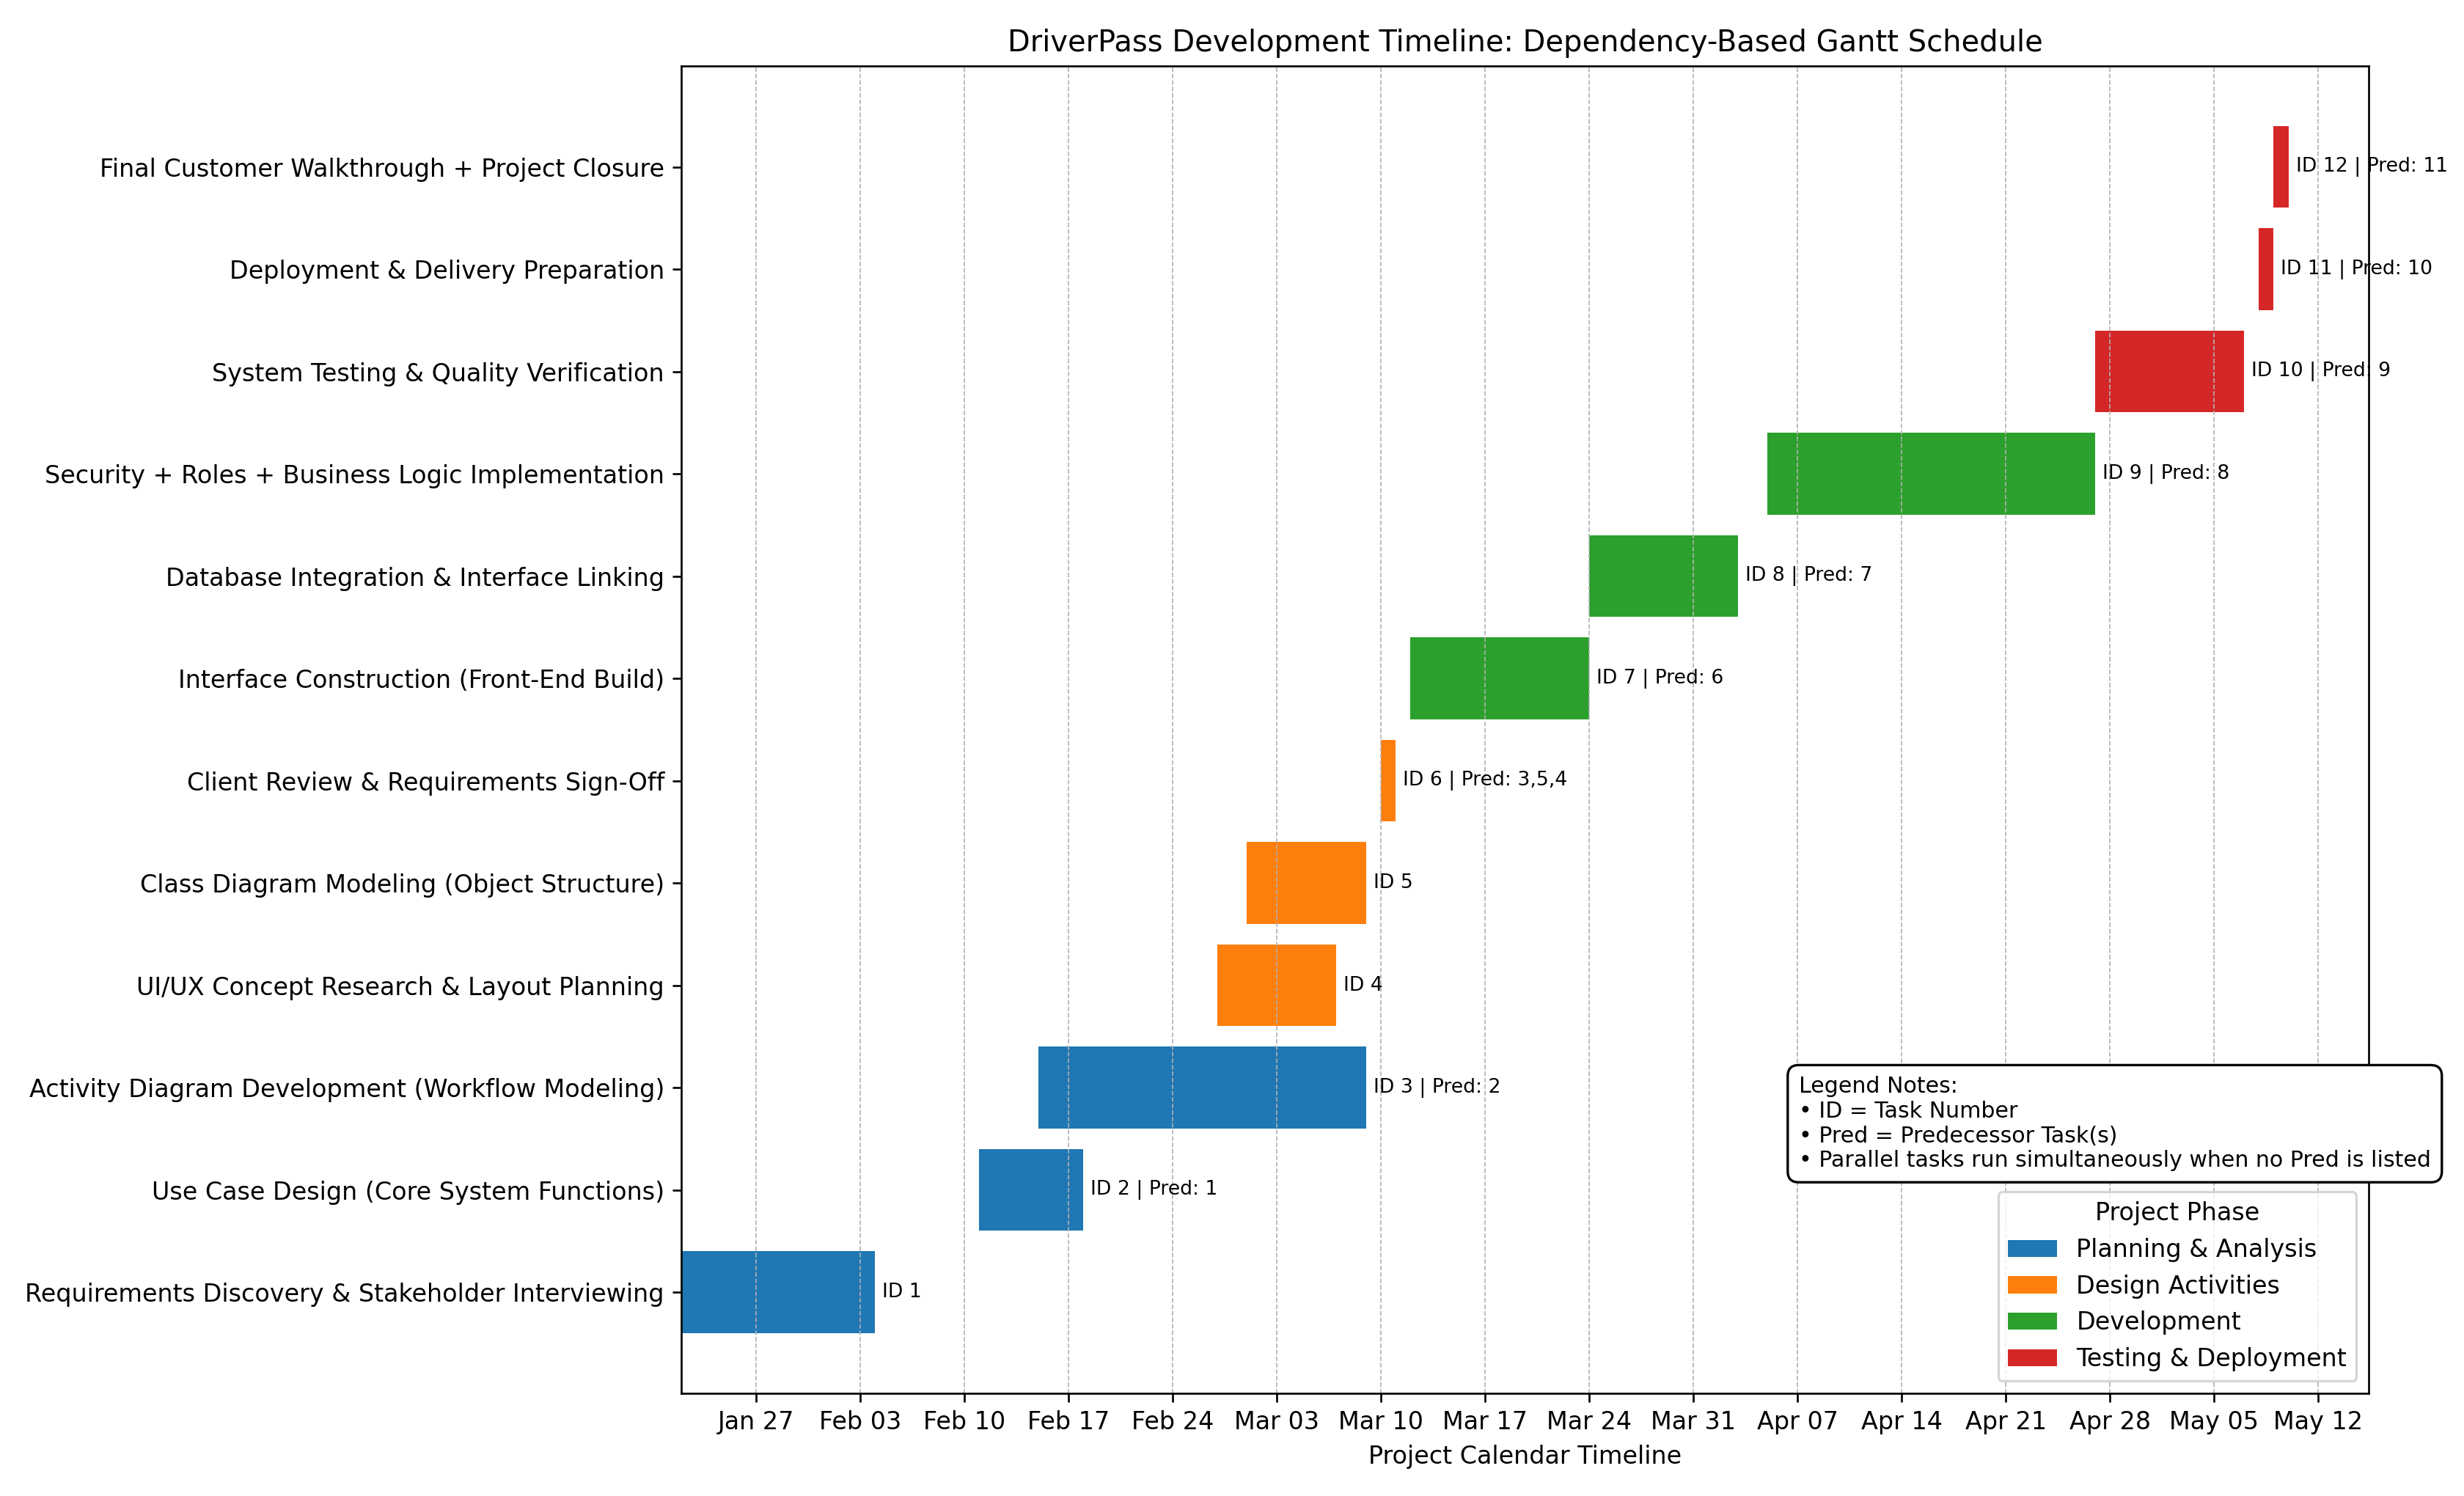 DriverPass Development Timeline: Dependency-Based Gantt Schedule
Final Customer Walkthrough + Project Closure
ID 12 | Pred: 11
Deployment & Delivery Preparation
ID 11 | Pred: 10
System Testing & Quality Verification
ID 10 | Pred: 9
Security + Roles + Business Logic Implementation
ID 9 | Pred: 8
Database Integration & Interface Linking
ID 8 | Pred: 7
Interface Construction (Front-End Build)
ID 7 | Pred: 6
Client Review & Requirements Sign-Off
ID 6 | Pred: 3,5,4
Class Diagram Modeling (Object Structure)
ID 5
UI/UX Concept Research & Layout Planning
ID 4
Activity Diagram Development (Workflow Modeling)
ID 3 | Pred: 2
Use Case Design (Core System Functions)
ID 2 | Pred: 1
Requirements Discovery & Stakeholder Interviewing
ID 1
Legend Notes:
• ID = Task Number
• Pred = Predecessor Task(s)
• Parallel tasks run simultaneously when no Pred is listed
Project Phase
Planning & Analysis
Design Activities
Development
Testing & Deployment
Jan 27 Feb 03 Feb 10 Feb 17 Feb 24 Mar 03 Mar 10 Mar 17 Mar 24 Mar 31 Apr 07 Apr 14 Apr 21 Apr 28 May 05 May 12
Project Calendar Timeline